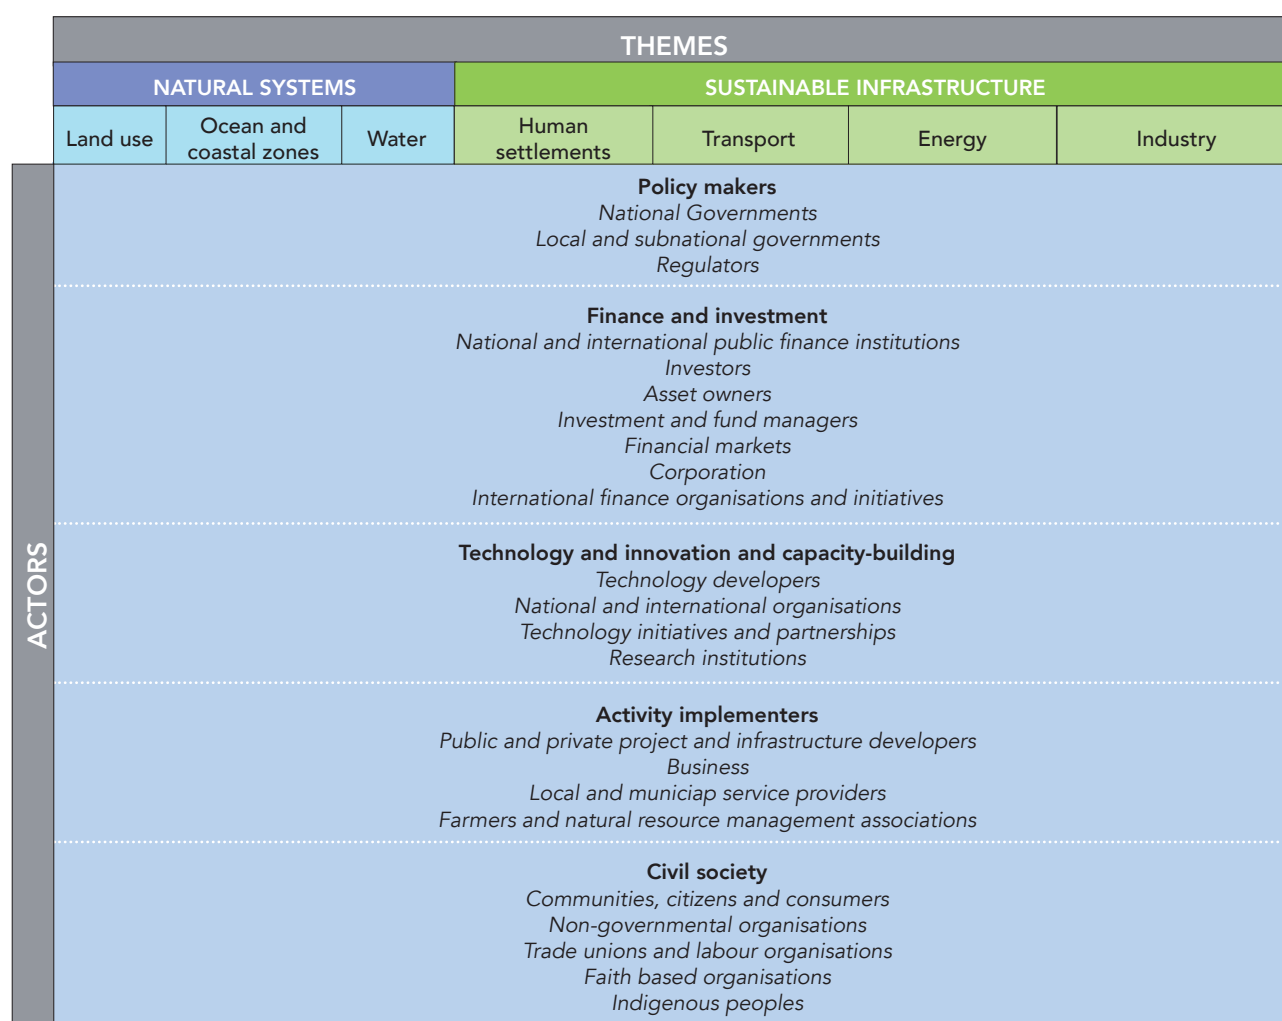 THEMES
NATURAL SYSTEMS
SUSTAINABLE INFRASTRUCTURE
Land use
Ocean and
coastal zones
Water
Human
settlements
Transport
Energy
Industry
ACTORS
Policy makers
National Governments
Local and subnational governments
Regulators
Finance and investment
National and international public finance institutions
Investors
Asset owners
Investment and fund managers
Financial markets
Corporation
International finance organisations and initiatives
Technology and innovation and capacity-building
Technology developers
National and international organisations
Technology initiatives and partnerships
Research institutions
Activity implementers
Public and private project and infrastructure developers
Business
Local and municiap service providers
Farmers and natural resource management associations
Civil society
Communities, citizens and consumers
Non-governmental organisations
Trade unions and labour organisations
Faith based organisations
Indigenous peoples